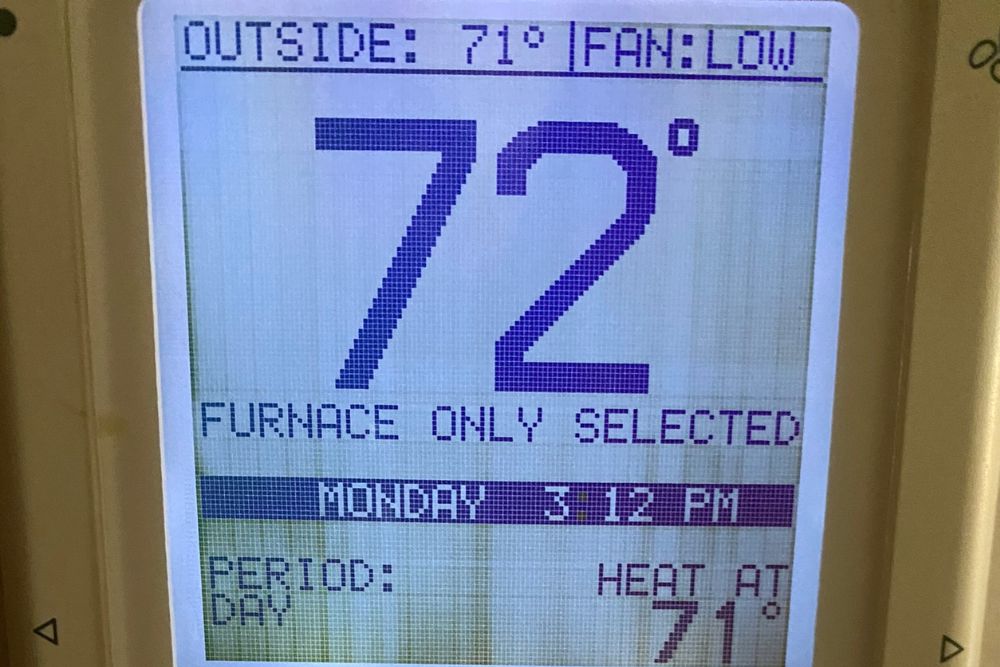 OUTSIDE: 71° |FAN:LOW
72°
FURNACE ONLY SELECTED
MONDAY 3:12 PM
PERIOD: HEAT AT
DAY 71°